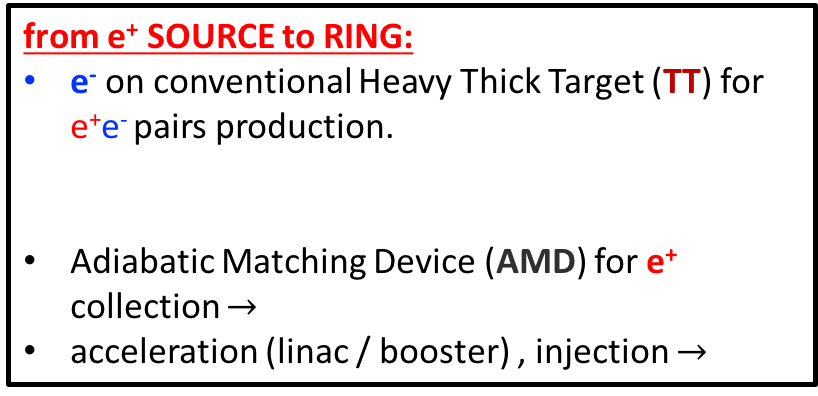 from e⁺ SOURCE to RING:
• e⁻ on conventional Heavy Thick Target (TT) for
e⁺e⁻ pairs production.
• Adiabatic Matching Device (AMD) for e⁺
collection →
• acceleration (linac / booster) , injection →